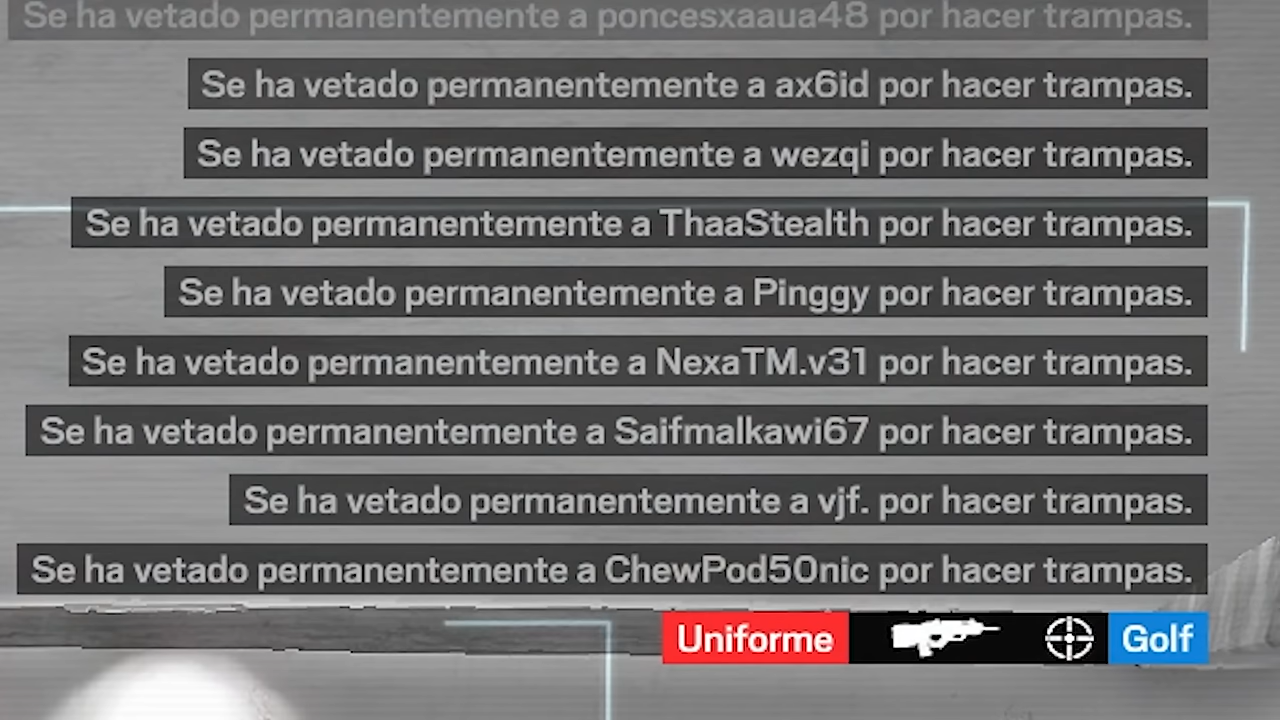 Se ha vetado permanentemente a poncesxaaua48 por hacer trampas.
Se ha vetado permanentemente a ax6id por hacer trampas.
Se ha vetado permanentemente a wezqi por hacer trampas.
Se ha vetado permanentemente a ThaaStealth por hacer trampas.
Se ha vetado permanentemente a Pinggy por hacer trampas.
Se ha vetado permanentemente a NexaTM.v31 por hacer trampas.
Se ha vetado permanentemente a Saifmalkawi67 por hacer trampas.
Se ha vetado permanentemente a vjf. por hacer trampas.
Se ha vetado permanentemente a ChewPod50nic por hacer trampas.
Uniforme Golf